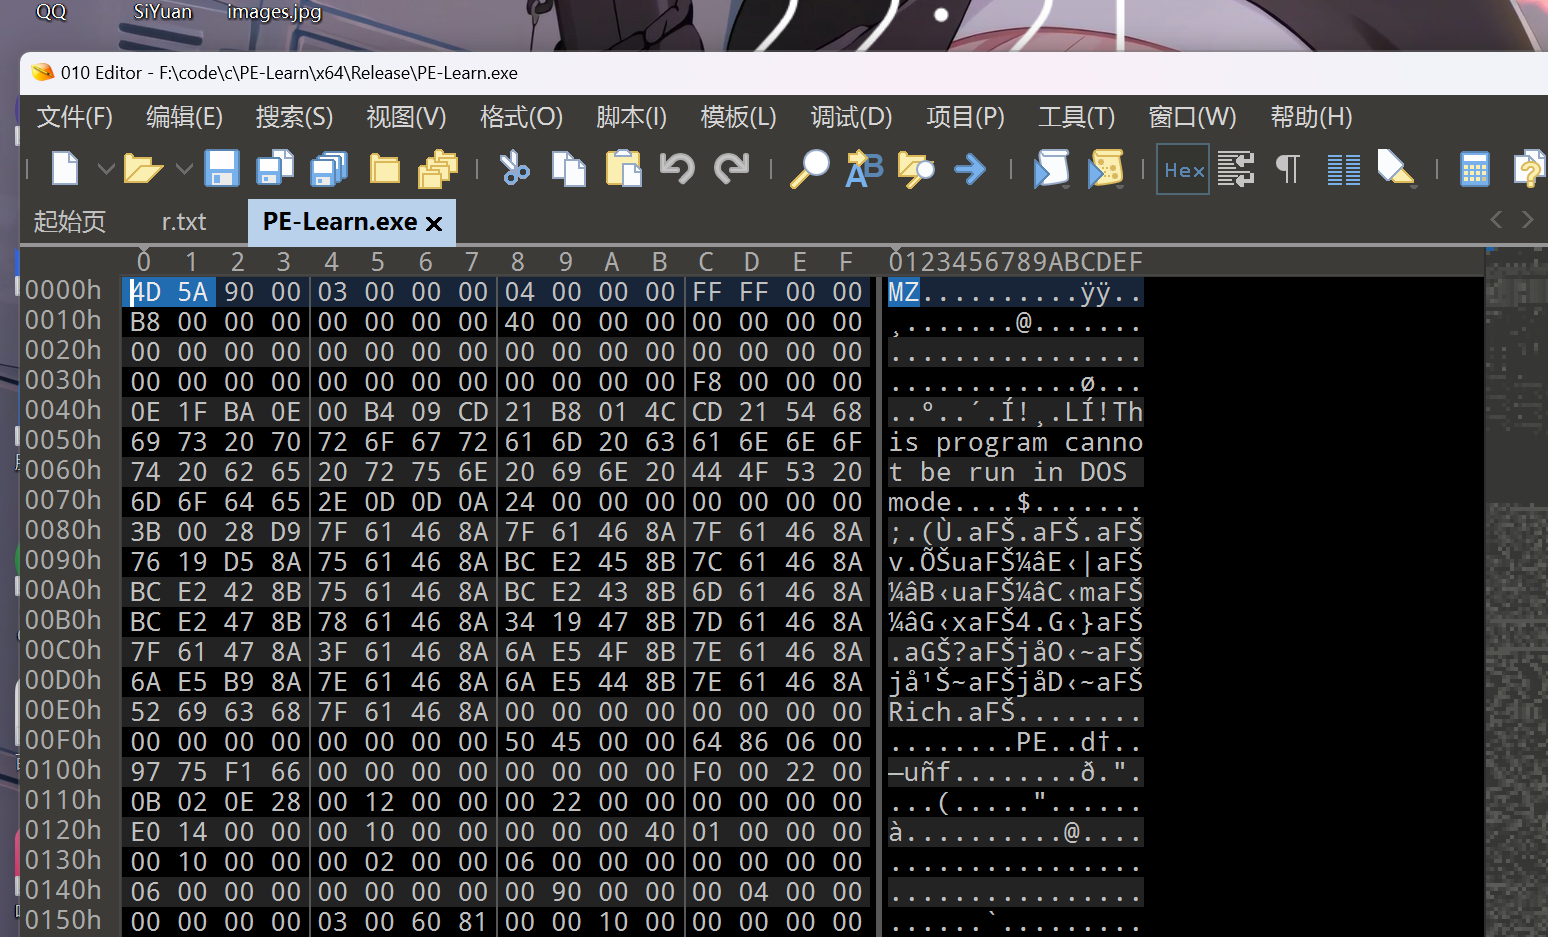 QQ SiYuan images.jpg
010 Editor - F:\code\c\PE-Learn\x64\Release\PE-Learn.exe
文件(F) 编辑(E) 搜索(S) 视图(V) 格式(O) 脚本(I) 模板(L) 调试(D) 项目(P) 工具(T) 窗口(W) 帮助(H)
Hex
起始页 r.txt PE-Learn.exe
0 1 2 3 4 5 6 7 8 9 A B C D E F 0123456789ABCDEF
0000h 4D 5A 90 00 03 00 00 00 04 00 00 00 FF FF 00 00 MZ..........ÿÿ..
0010h B8 00 00 00 00 00 00 00 40 00 00 00 00 00 00 00 ¸.......@.......
0020h 00 00 00 00 00 00 00 00 00 00 00 00 00 00 00 00 ................
0030h 00 00 00 00 00 00 00 00 00 00 00 00 F8 00 00 00 ............ø...
0040h 0E 1F BA 0E 00 B4 09 CD 21 B8 01 4C CD 21 54 68 ..º..´.Í!¸.LÍ!Th
0050h 69 73 20 70 72 6F 67 72 61 6D 20 63 61 6E 6E 6F is program canno
0060h 74 20 62 65 20 72 75 6E 20 69 6E 20 44 4F 53 20 t be run in DOS
0070h 6D 6F 64 65 2E 0D 0D 0A 24 00 00 00 00 00 00 00 mode....$.......
0080h 3B 00 28 D9 7F 61 46 8A 7F 61 46 8A 7F 61 46 8A ;.(Ù.aFŠ.aFŠ.aFŠ
0090h 76 19 D5 8A 75 61 46 8A BC E2 45 8B 7C 61 46 8A v.ÕŠuaFŠ¼âE‹|aFŠ
00A0h BC E2 42 8B 75 61 46 8A BC E2 43 8B 6D 61 46 8A ¼âB‹uaFŠ¼âC‹maFŠ
00B0h BC E2 47 8B 78 61 46 8A 34 19 47 8B 7D 61 46 8A ¼âG‹xaFŠ4.G‹}aFŠ
00C0h 7F 61 47 8A 3F 61 46 8A 6A E5 4F 8B 7E 61 46 8A .aGŠ?aFŠjåO‹~aFŠ
00D0h 6A E5 B9 8A 7E 61 46 8A 6A E5 44 8B 7E 61 46 8A jå¹Š~aFŠjåD‹~aFŠ
00E0h 52 69 63 68 7F 61 46 8A 00 00 00 00 00 00 00 00 Rich.aFŠ........
00F0h 00 00 00 00 00 00 00 00 50 45 00 00 64 86 06 00 ........PE..d†..
0100h 97 75 F1 66 00 00 00 00 00 00 00 00 F0 00 22 00 —uñf........ð.".
0110h 0B 02 0E 28 00 12 00 00 00 22 00 00 00 00 00 00 ...(....."......
0120h E0 14 00 00 00 10 00 00 00 00 00 40 01 00 00 00 à..........@....
0130h 00 10 00 00 00 02 00 00 06 00 00 00 00 00 00 00 ................
0140h 06 00 00 00 00 00 00 00 00 90 00 00 00 04 00 00 ................
0150h 00 00 00 00 03 00 60 81 00 00 10 00 00 00 00 00 ......`.........